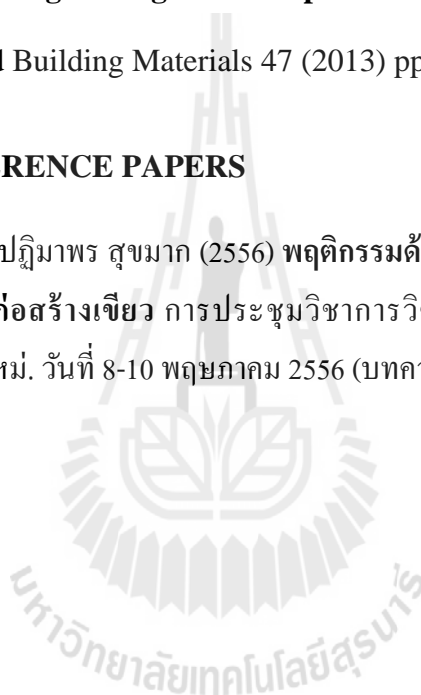 Building Materials 47 (2013) pp
RENCE PAPERS
ปฏิมาพร สุขมาก (2556) พฤติกรรมด้
ก่อสร้างเขียว การประชุมวิชาการวิ
หม่. วันที่ 8-10 พฤษภาคม 2556 (บทค
มหาวิทยาลัยเทคโนโลยีสุรนารี